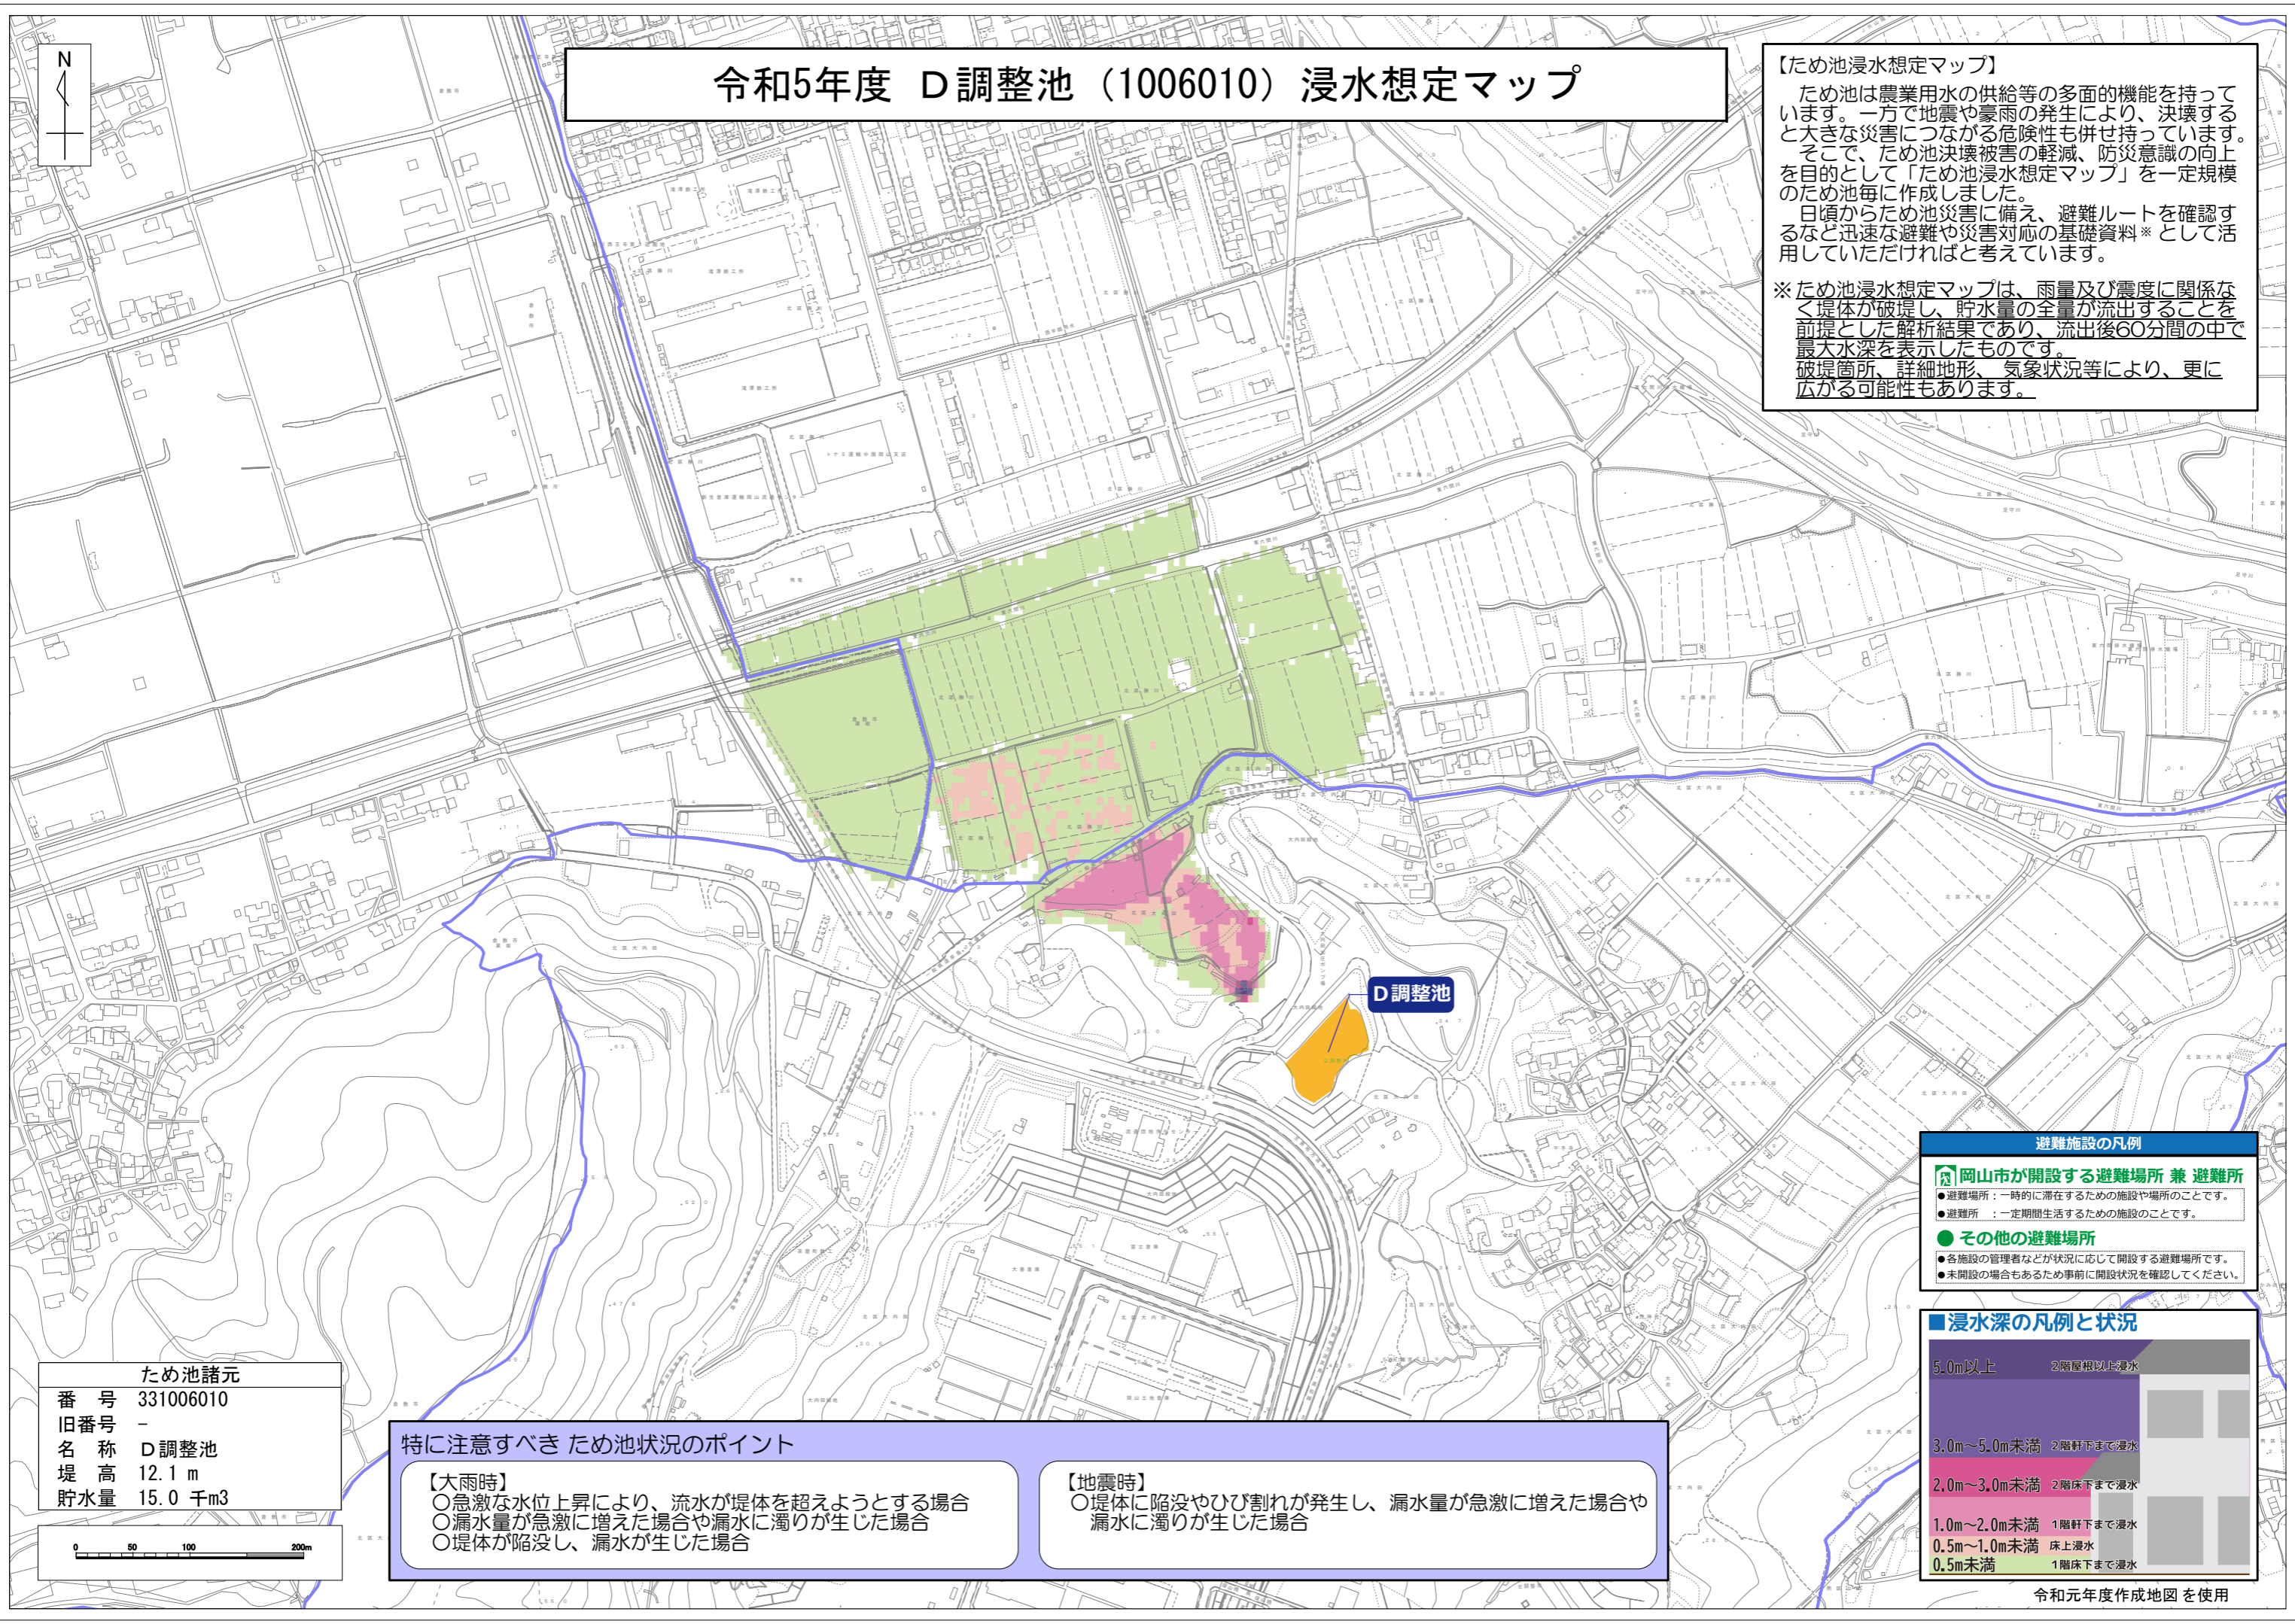 N
令和5年度 D調整池（1006010）浸水想定マップ
【ため池浸水想定マップ】
ため池は農業用水の供給等の多面的機能を持って
います。一方で地震や豪雨の発生により、決壊する
と大きな災害につながる危険性も併せ持っています。
そこで、ため池決壊被害の軽減、防災意識の向上
を目的として「ため池浸水想定マップ」を一定規模
のため池毎に作成しました。
日頃からため池災害に備え、避難ルートを確認す
るなど迅速な避難や災害対応の基礎資料※として活
用していただければと考えています。
※ため池浸水想定マップは、雨量及び震度に関係な
く堤体が破堤し、貯水量の全量が流出することを
前提とした解析結果であり、流出後60分間の中で
最大水深を表示したものです。
破堤箇所、詳細地形、 気象状況等により、更に
広がる可能性もあります。
D調整池
避難施設の凡例
岡山市が開設する避難場所 兼 避難所
●避難場所：一時的に滞在するための施設や場所のことです。
●避難所 ：一定期間生活するための施設のことです。
● その他の避難場所
●各施設の管理者などが状況に応じて開設する避難場所です。
●未開設の場合もあるため事前に開設状況を確認してください。
■浸水深の凡例と状況
5.0m以上 2階屋根以上浸水
3.0m～5.0m未満 2階軒下まで浸水
2.0m～3.0m未満 2階床下まで浸水
1.0m～2.0m未満 1階軒下まで浸水
0.5m～1.0m未満 床上浸水
0.5m未満 1階床下まで浸水
令和元年度作成地図を使用
ため池諸元
番 号 331006010
旧番号 -
名 称 D調整池
堤 高 12.1 m
貯水量 15.0 千m3
0 50 100 200m
特に注意すべき ため池状況のポイント
【大雨時】
○急激な水位上昇により、流水が堤体を超えようとする場合
○漏水量が急激に増えた場合や漏水に濁りが生じた場合
○堤体が陥没し、漏水が生じた場合
【地震時】
○堤体に陥没やひび割れが発生し、漏水量が急激に増えた場合や
漏水に濁りが生じた場合